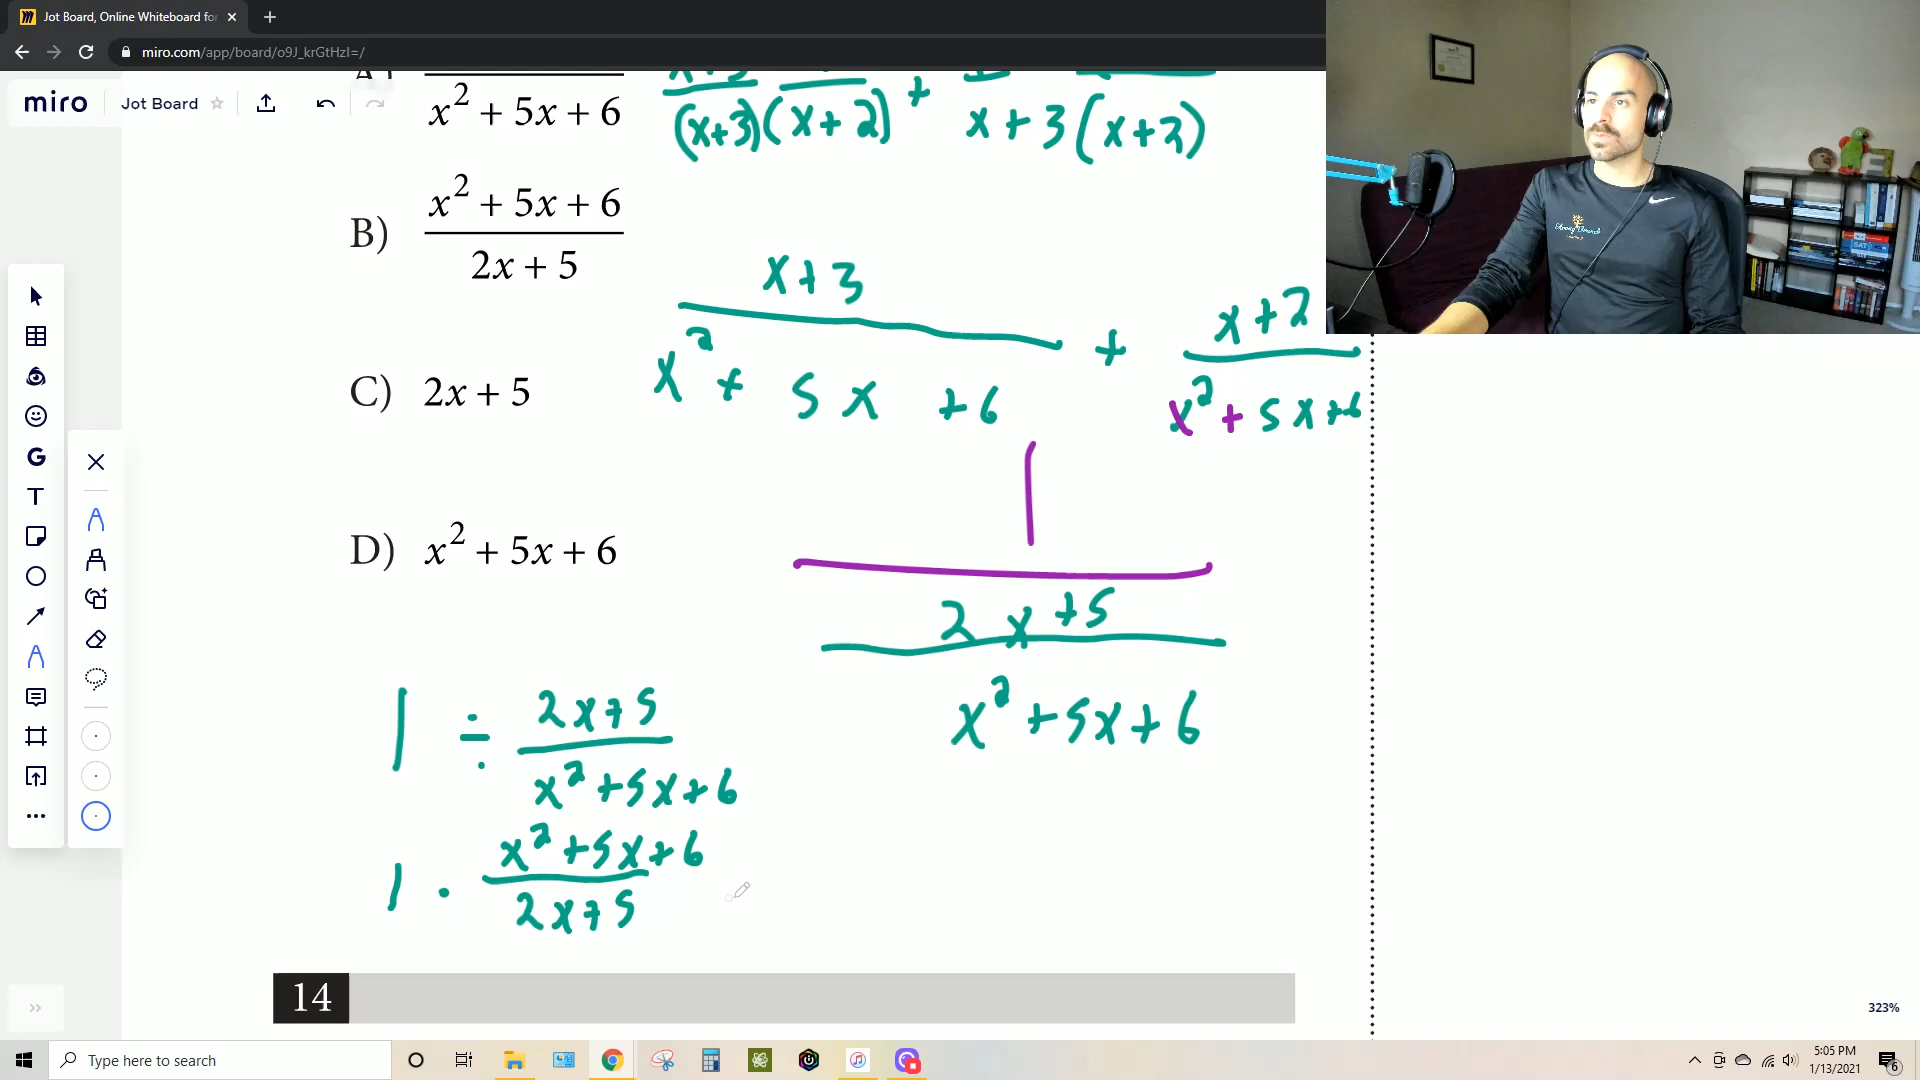 Jot Board, Online Whiteboard for
miro.com/app/board/o9J_krGtHzI=/
miro Jot Board
x² + 5x + 6
(x+3)(x+2) + x+3(x+2)
B) x² + 5x + 6
2x + 5
x+3
x² + 5x + 6 + x+2
x² + 5x+6
C) 2x + 5
1
D) x² + 5x + 6
2x+5
x²+5x+6
1 ÷ 2x+5
x²+5x+6
1 · x²+5x+6
2x+5
14
323%
Type here to search
5:05 PM
1/13/2021
6
SAT